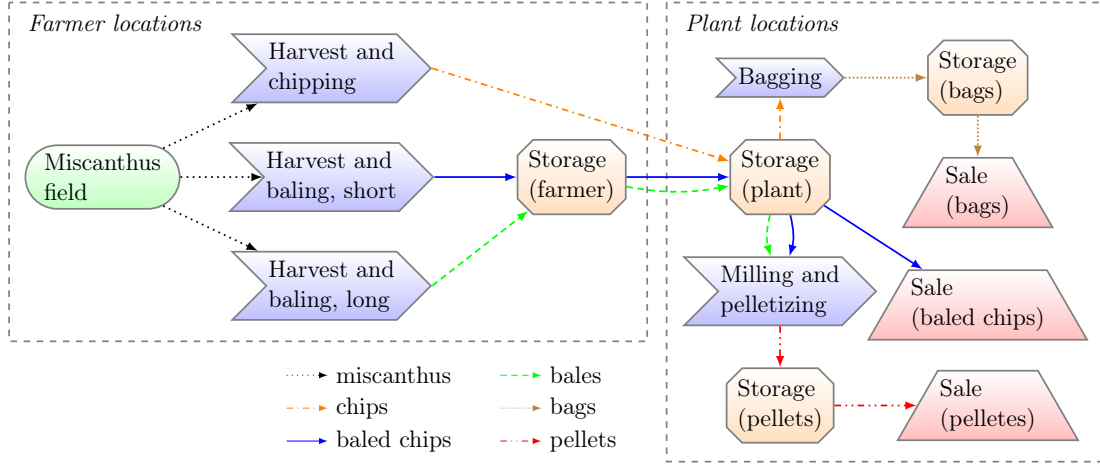 Farmer locations
Harvest and
chipping
Miscanthus
field
Harvest and
baling, short
Harvest and
baling, long
Storage
(farmer)
Plant locations
Bagging
Storage
(bags)
Storage
(plant)
Sale
(bags)
Milling and
pelletizing
Sale
(baled chips)
Storage
(pellets)
Sale
(pelletes)
miscanthus
chips
baled chips
bales
bags
pellets